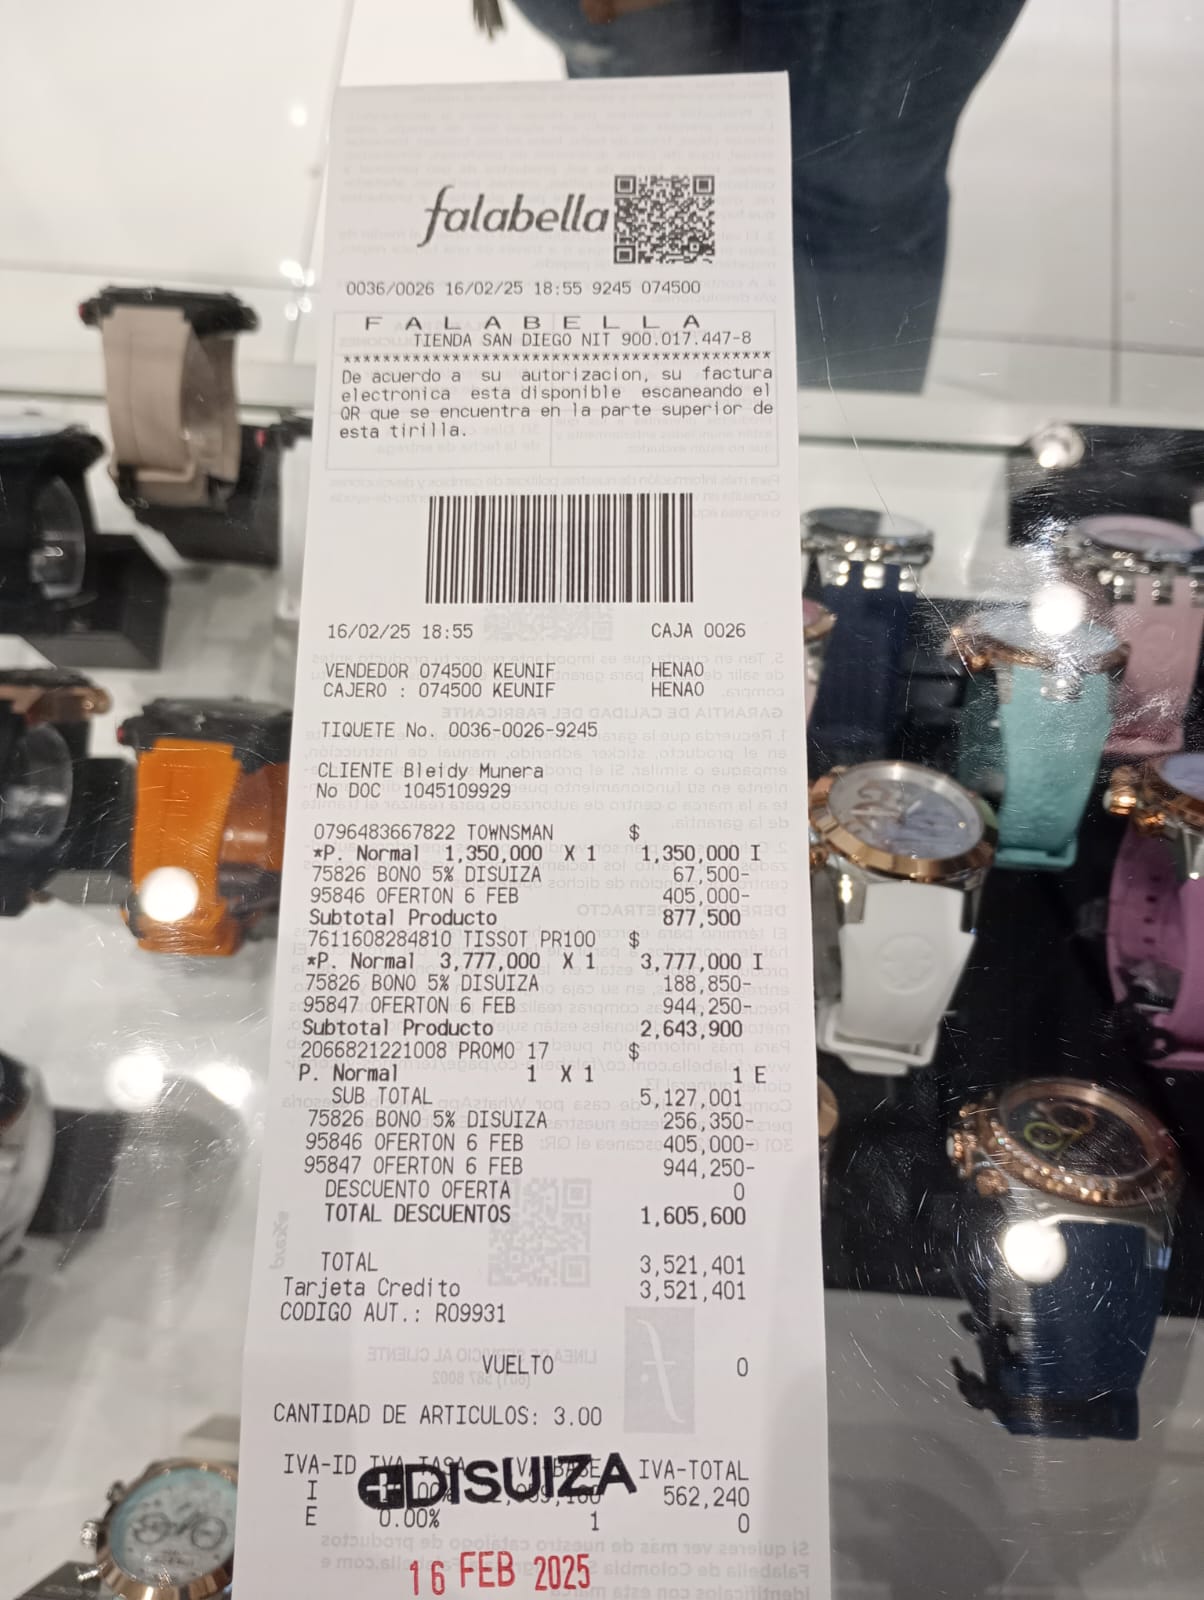 falabella
0036/0026 16/02/25 18:55 9245 074500
F A L A B E L L A
TIENDA SAN DIEGO NIT 900.017.447-8
******************************************
De acuerdo a su autorizacion, su factura
electronica esta disponible escaneando el
QR que se encuentra en la parte superior de
esta tirilla.
16/02/25 18:55 CAJA 0026
VENDEDOR 074500 KEUNIF HENAO
CAJERO : 074500 KEUNIF HENAO
TIQUETE No. 0036-0026-9245
CLIENTE Bleidy Munera
No DOC 1045109929
0796483667822 TOWNSMAN $
*P. Normal 1,350,000 X 1 1,350,000 I
75826 BONO 5% DISUIZA 67,500-
95846 OFERTON 6 FEB 405,000-
Subtotal Producto 877,500
7611608284810 TISSOT PR100 $
*P. Normal 3,777,000 X 1 3,777,000 I
75826 BONO 5% DISUIZA 188,850-
95847 OFERTON 6 FEB 944,250-
Subtotal Producto 2,643,900
2066821221008 PROMO 17 $
P. Normal 1 X 1 1 E
SUB TOTAL 5,127,001
75826 BONO 5% DISUIZA 256,350-
95846 OFERTON 6 FEB 405,000-
95847 OFERTON 6 FEB 944,250-
DESCUENTO OFERTA 0
TOTAL DESCUENTOS 1,605,600
TOTAL 3,521,401
Tarjeta Credito 3,521,401
CODIGO AUT.: R09931
VUELTO 0
CANTIDAD DE ARTICULOS: 3.00
IVA-ID IVA-TASA IVA-BASE IVA-TOTAL
DISUIZA
I 562,240
E 0.00% 1 0
16 FEB 2025